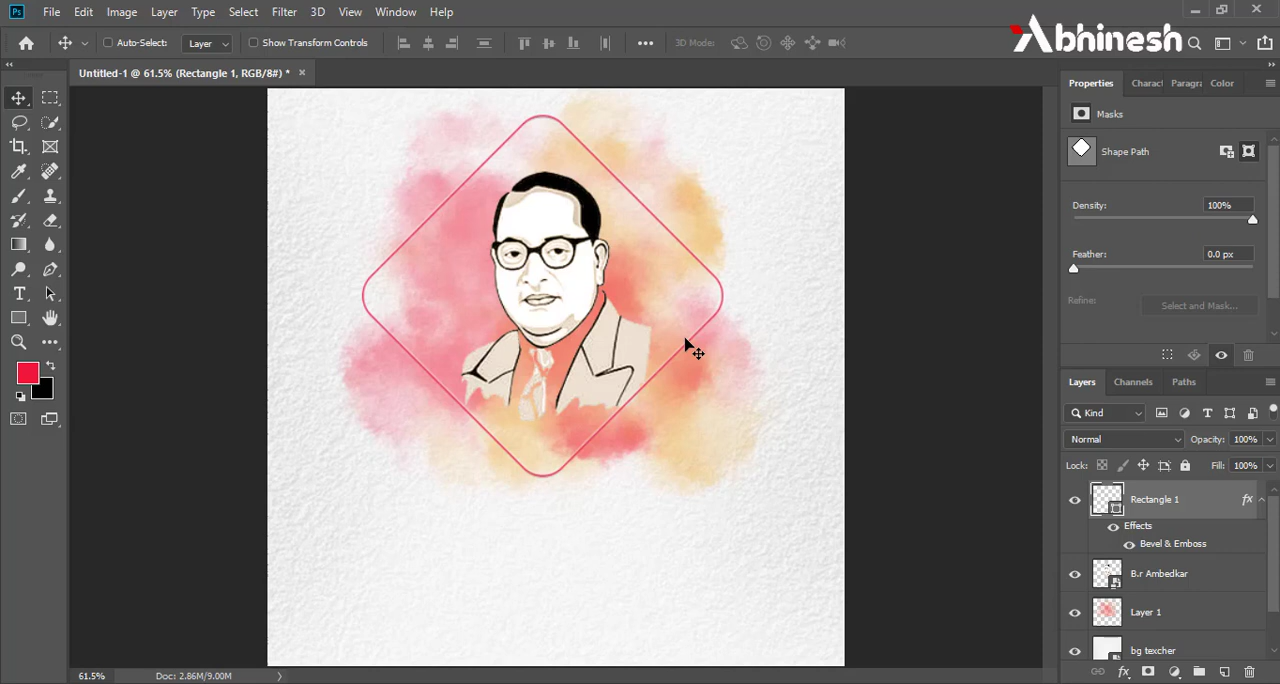 File Edit Image Layer Type Select Filter 3D View Window Help
Abhinesh
Auto-Select: Layer Show Transform Controls 3D Mode:
Untitled-1 @ 61.5% (Rectangle 1, RGB/8#) *
Properties Charac Paragra Color
Masks
Shape Path
Density: 100%
Feather: 0.0 px
Refine: Select and Mask...
Layers Channels Paths
Kind
Normal Opacity: 100%
Lock: Fill: 100%
Rectangle 1 fx
Effects
Bevel & Emboss
B.r Ambedkar
Layer 1
bg texcher
61.5% Doc: 2.86M/9.00M